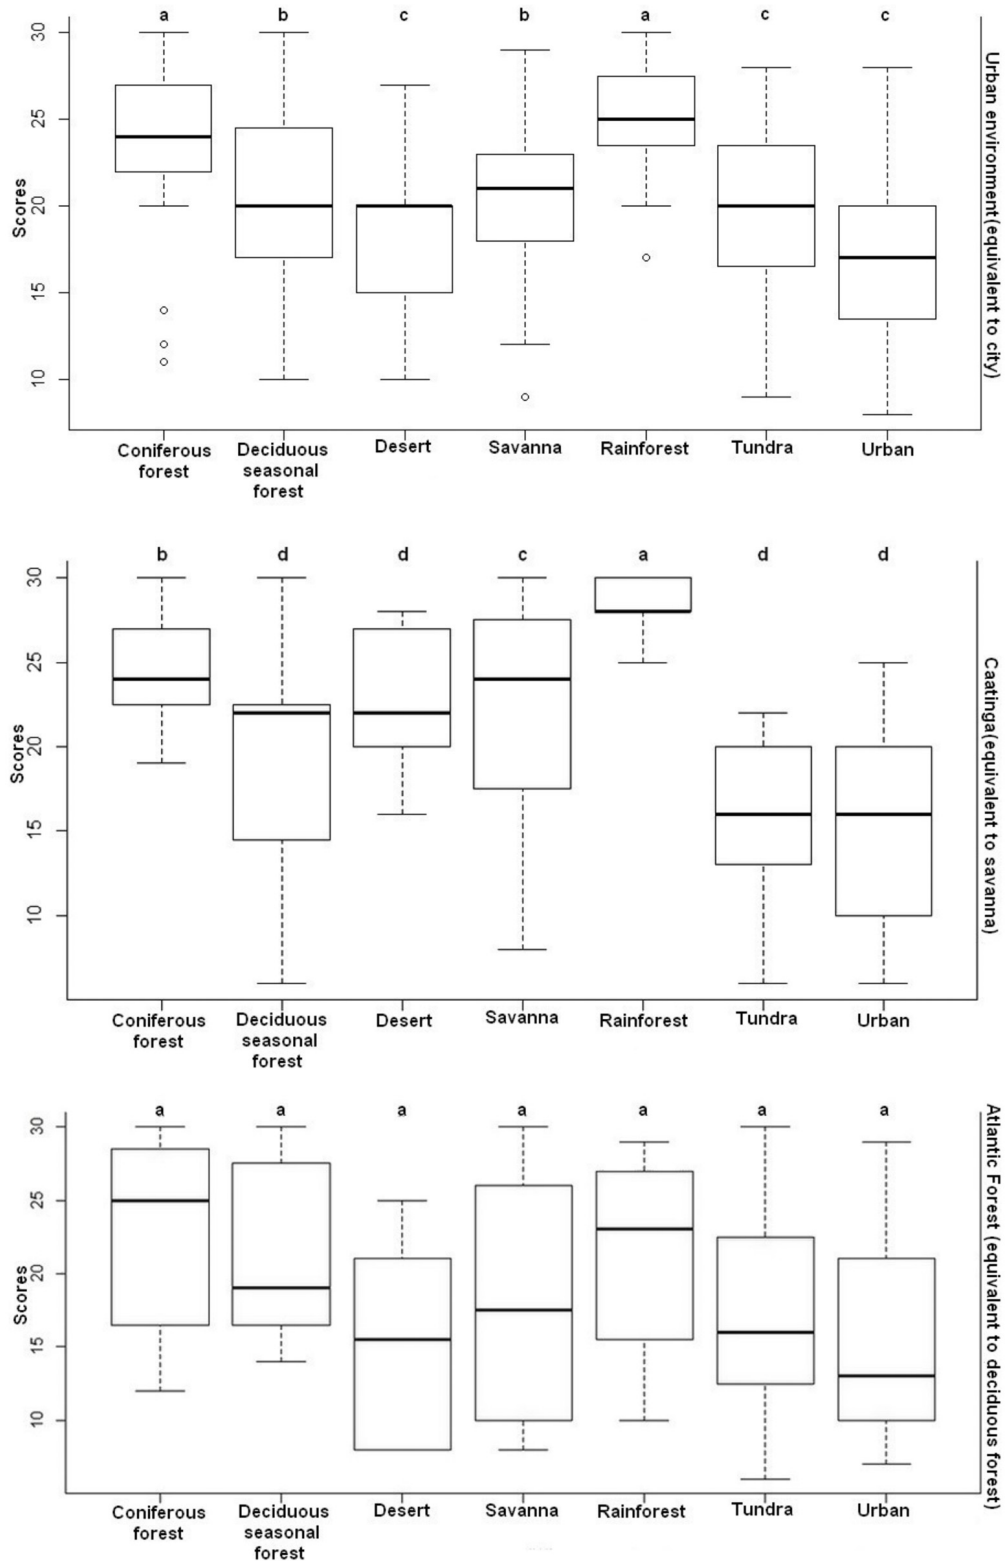 a b c b a c c
30
25
20
15
10
Scores
Urban environment(equivalent to city)
Coniferous Deciduous Desert Savanna Rainforest Tundra Urban
forest seasonal
forest
b d d c a d d
30
25
20
15
10
Scores
Caatinga(equivalent to savanna)
Coniferous Deciduous Desert Savanna Rainforest Tundra Urban
forest seasonal
forest
a a a a a a a
30
25
20
15
10
Scores
Atlantic Forest (equivalent to deciduous forest)
Coniferous Deciduous Desert Savanna Rainforest Tundra Urban
forest seasonal
forest